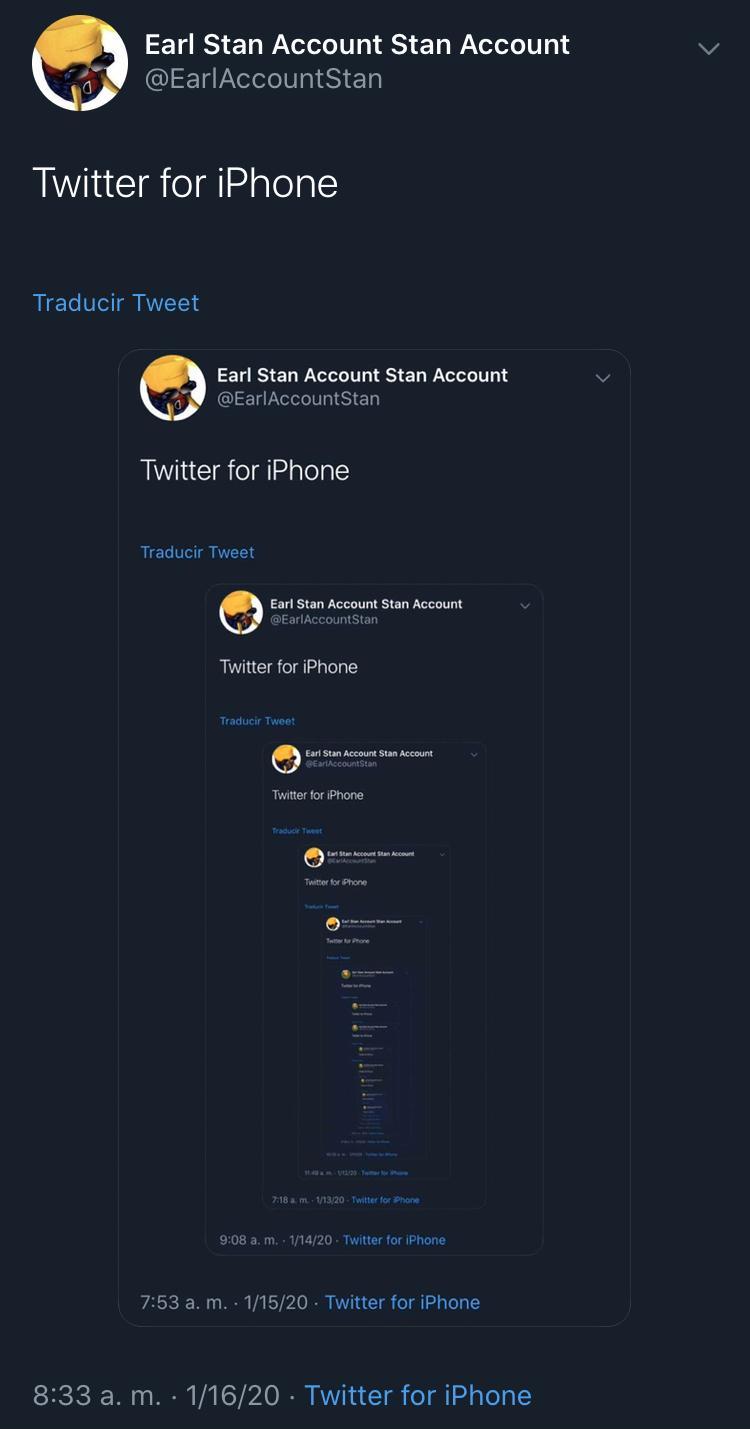 Earl Stan Account Stan Account
@EarlAccountStan
Twitter for iPhone
Traducir Tweet
Earl Stan Account Stan Account
@EarlAccountStan
Twitter for iPhone
Traducir Tweet
Earl Stan Account Stan Account
@EarlAccountStan
Twitter for iPhone
Traducir Tweet
Earl Stan Account Stan Account
@EarlAccountStan
Twitter for iPhone
Traducir Tweet
Earl Stan Account Stan Account
@EarlAccountStan
Twitter for iPhone
Traducir Tweet
Earl Stan Account Stan Account
Twitter for iPhone
Traducir Tweet
Twitter for iPhone
11:49 a. m. · 1/12/20 · Twitter for iPhone
7:18 a. m. · 1/13/20 · Twitter for iPhone
9:08 a. m. · 1/14/20 · Twitter for iPhone
7:53 a. m. · 1/15/20 · Twitter for iPhone
8:33 a. m. · 1/16/20 · Twitter for iPhone